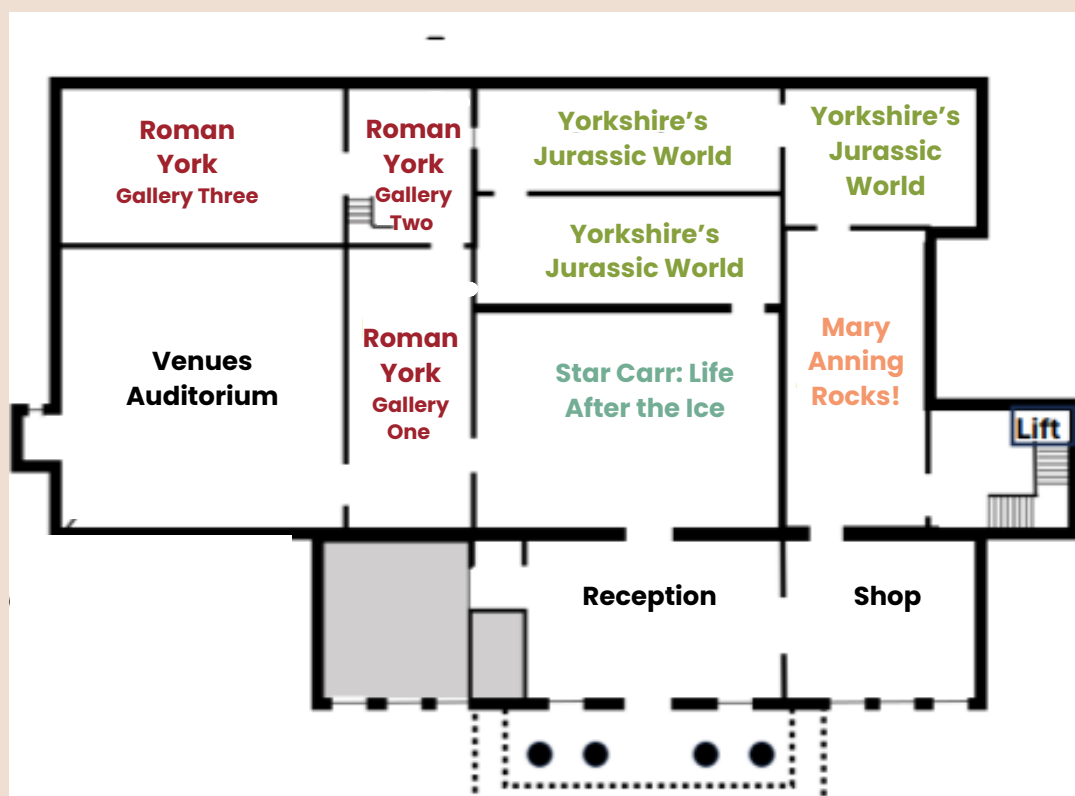 Roman
York
Gallery Three
Roman
York
Gallery
Two
Yorkshire’s
Jurassic World
Yorkshire’s
Jurassic
World
Yorkshire’s
Jurassic World
Venues
Auditorium
Roman
York
Gallery
One
Star Carr: Life
After the Ice
Mary
Anning
Rocks!
Lift
Reception
Shop